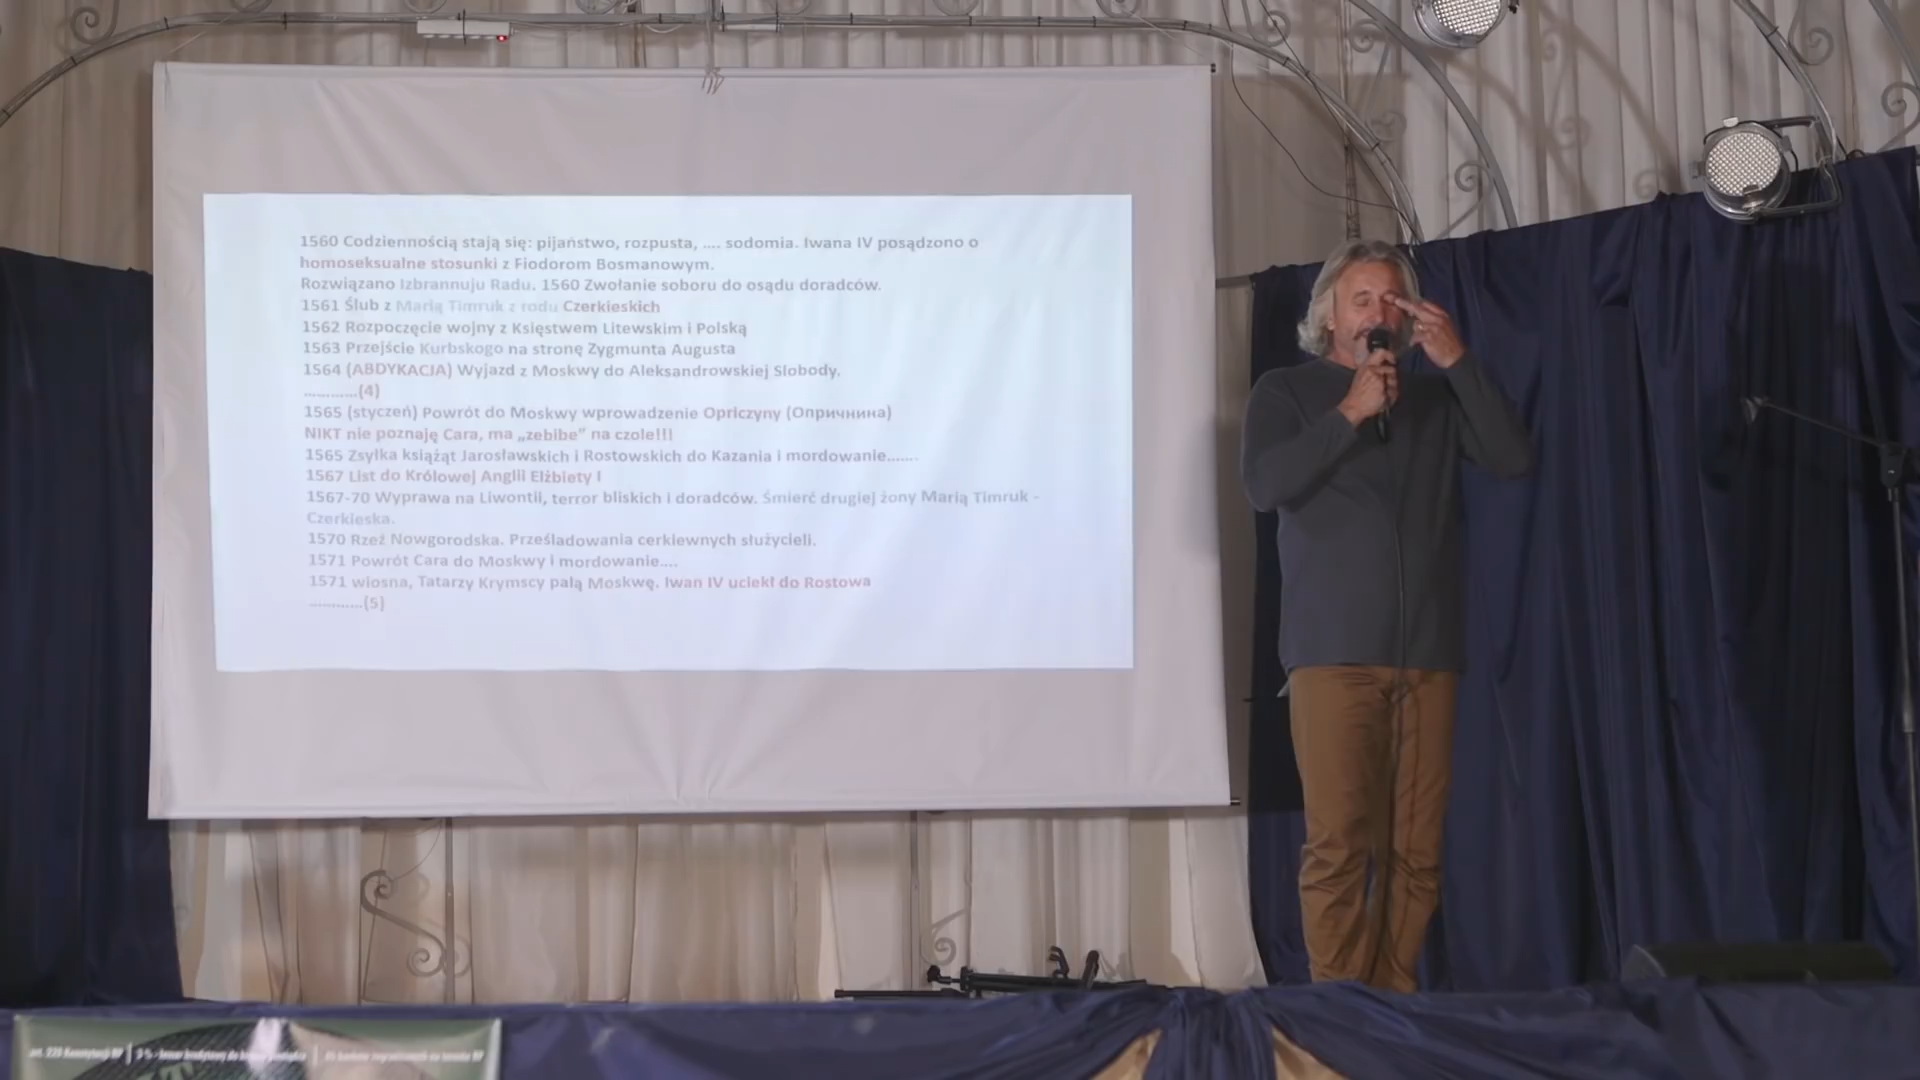 1560 Codziennością stają się: pijaństwo, rozpusta, .... sodomia. Iwana IV posądzono o
homoseksualne stosunki z Fiodorom Bosmanowym.
Rozwiązano Izbrannuju Radu. 1560 Zwołanie soboru do osądu doradców.
1561 Ślub z Marią Timruk z rodu Czerkieskich
1562 Rozpoczęcie wojny z Księstwem Litewskim i Polską
1563 Przejście Kurbskogo na stronę Zygmunta Augusta
1564 (ABDYKACJA) Wyjazd z Moskwy do Aleksandrowskiej Slobody.
............(4)
1565 (styczeń) Powrót do Moskwy wprowadzenie Opriczyny (Опричнина)
NIKT nie poznaję Cara, ma „zebibe” na czole!!!
1565 Zsyłka książąt Jarosławskich i Rostowskich do Kazania i mordowanie.......
1567 List do Królowej Anglii Elżbiety I
1567-70 Wyprawa na Liwontii, terror bliskich i doradców. Śmierć drugiej żony Marią Timruk -
Czerkieska.
1570 Rzeź Nowgorodska. Prześladowania cerkiewnych służycieli.
1571 Powrót Cara do Moskwy i mordowanie....
1571 wiosna, Tatarzy Krymscy palą Moskwę. Iwan IV uciekł do Rostowa
............(5)
art. 220 Konstytucji RP